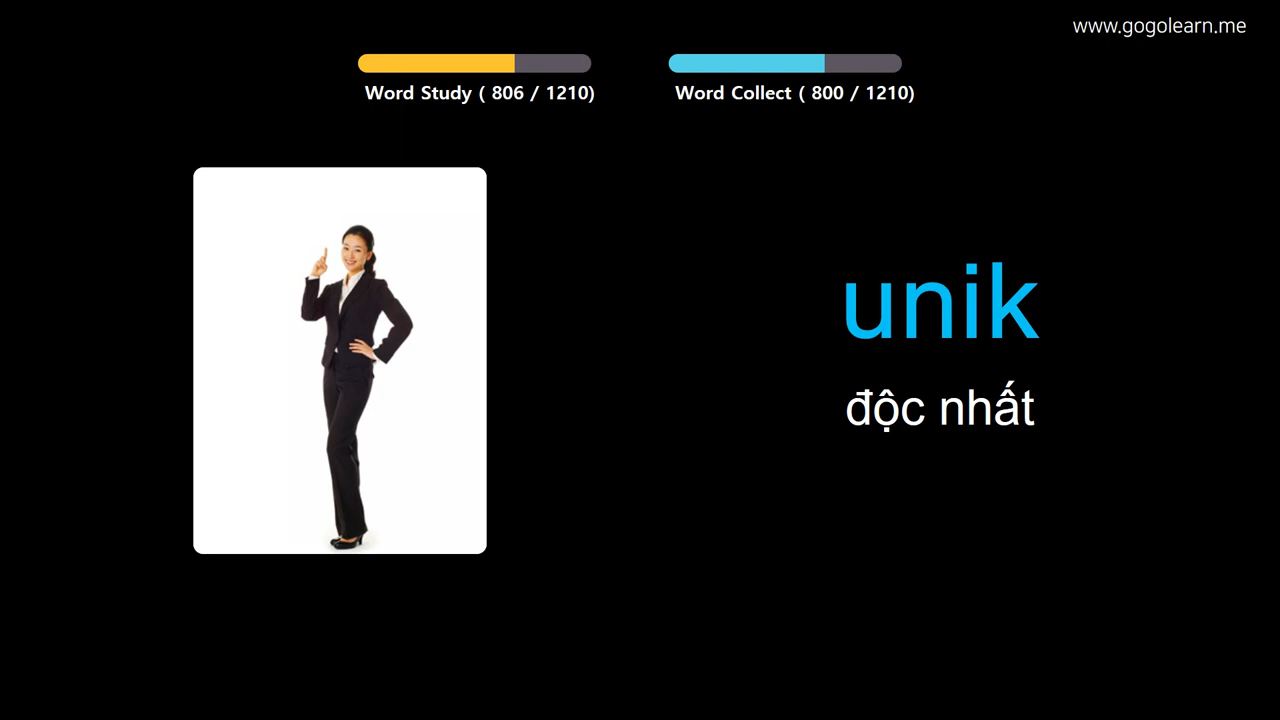 www.gogolearn.me
Word Study ( 806 / 1210)
Word Collect ( 800 / 1210)
unik
độc nhất